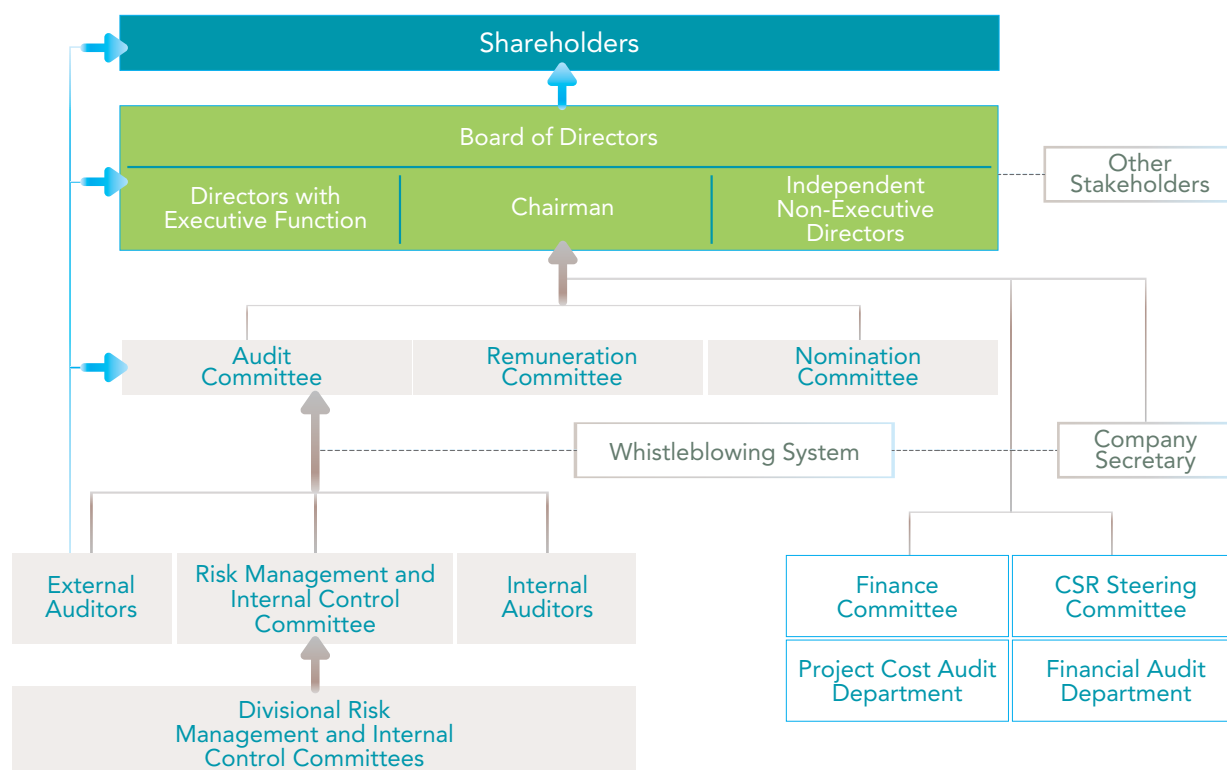 Shareholders
Board of Directors
Directors with
Executive Function
Chairman
Independent
Non-Executive
Directors
Other
Stakeholders
Audit
Committee
Remuneration
Committee
Nomination
Committee
Whistleblowing System
Company
Secretary
External
Auditors
Risk Management and
Internal Control
Committee
Internal
Auditors
Finance
Committee
CSR Steering
Committee
Project Cost Audit
Department
Financial Audit
Department
Divisional Risk
Management and Internal
Control Committees